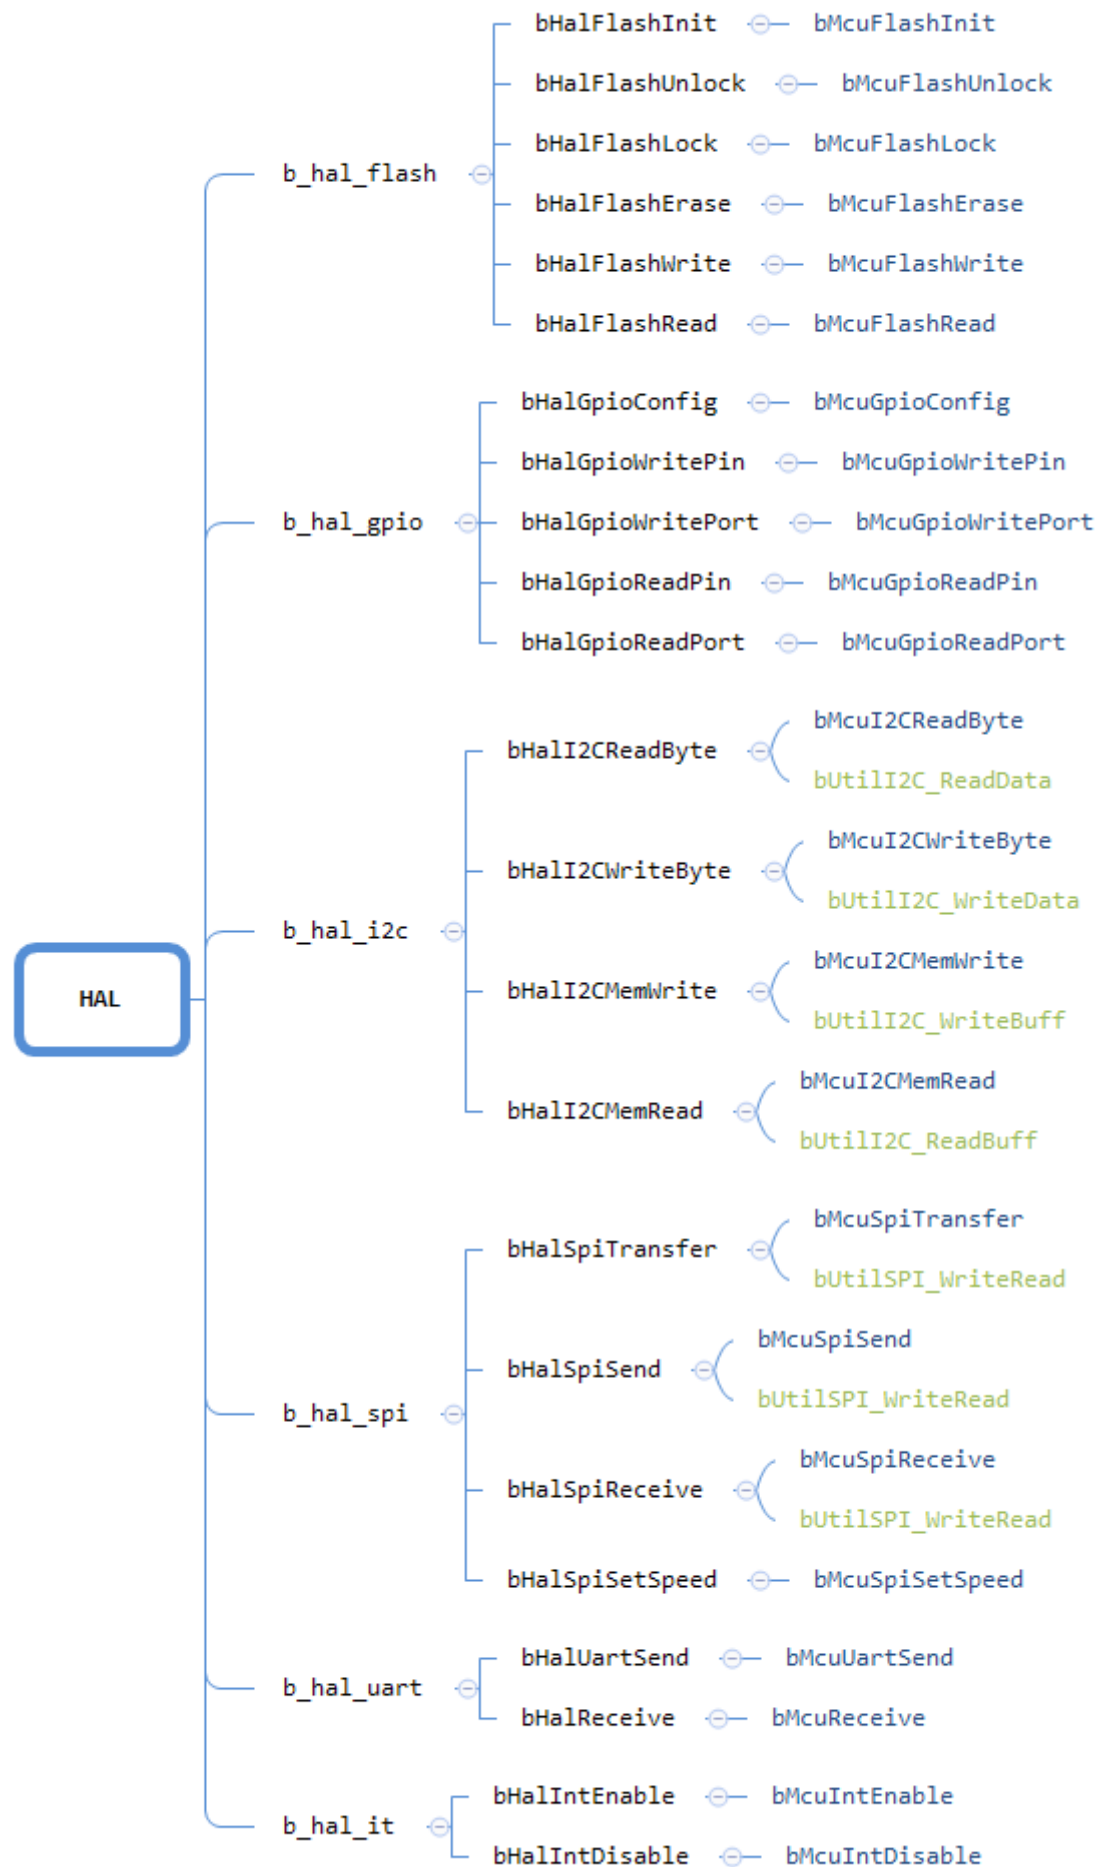 HAL
b_hal_flash
bHalFlashInit bMcuFlashInit
bHalFlashUnlock bMcuFlashUnlock
bHalFlashLock bMcuFlashLock
bHalFlashErase bMcuFlashErase
bHalFlashWrite bMcuFlashWrite
bHalFlashRead bMcuFlashRead
b_hal_gpio
bHalGpioConfig bMcuGpioConfig
bHalGpioWritePin bMcuGpioWritePin
bHalGpioWritePort bMcuGpioWritePort
bHalGpioReadPin bMcuGpioReadPin
bHalGpioReadPort bMcuGpioReadPort
b_hal_i2c
bHalI2CReadByte
bMcuI2CReadByte
bUtilI2C_ReadData
bHalI2CWriteByte
bMcuI2CWriteByte
bUtilI2C_WriteData
bHalI2CMemWrite
bMcuI2CMemWrite
bUtilI2C_WriteBuff
bHalI2CMemRead
bMcuI2CMemRead
bUtilI2C_ReadBuff
b_hal_spi
bHalSpiTransfer
bMcuSpiTransfer
bUtilSPI_WriteRead
bHalSpiSend
bMcuSpiSend
bUtilSPI_WriteRead
bHalSpiReceive
bMcuSpiReceive
bUtilSPI_WriteRead
bHalSpiSetSpeed bMcuSpiSetSpeed
b_hal_uart
bHalUartSend bMcuUartSend
bHalReceive bMcuReceive
b_hal_it
bHalIntEnable bMcuIntEnable
bHalIntDisable bMcuIntDisable